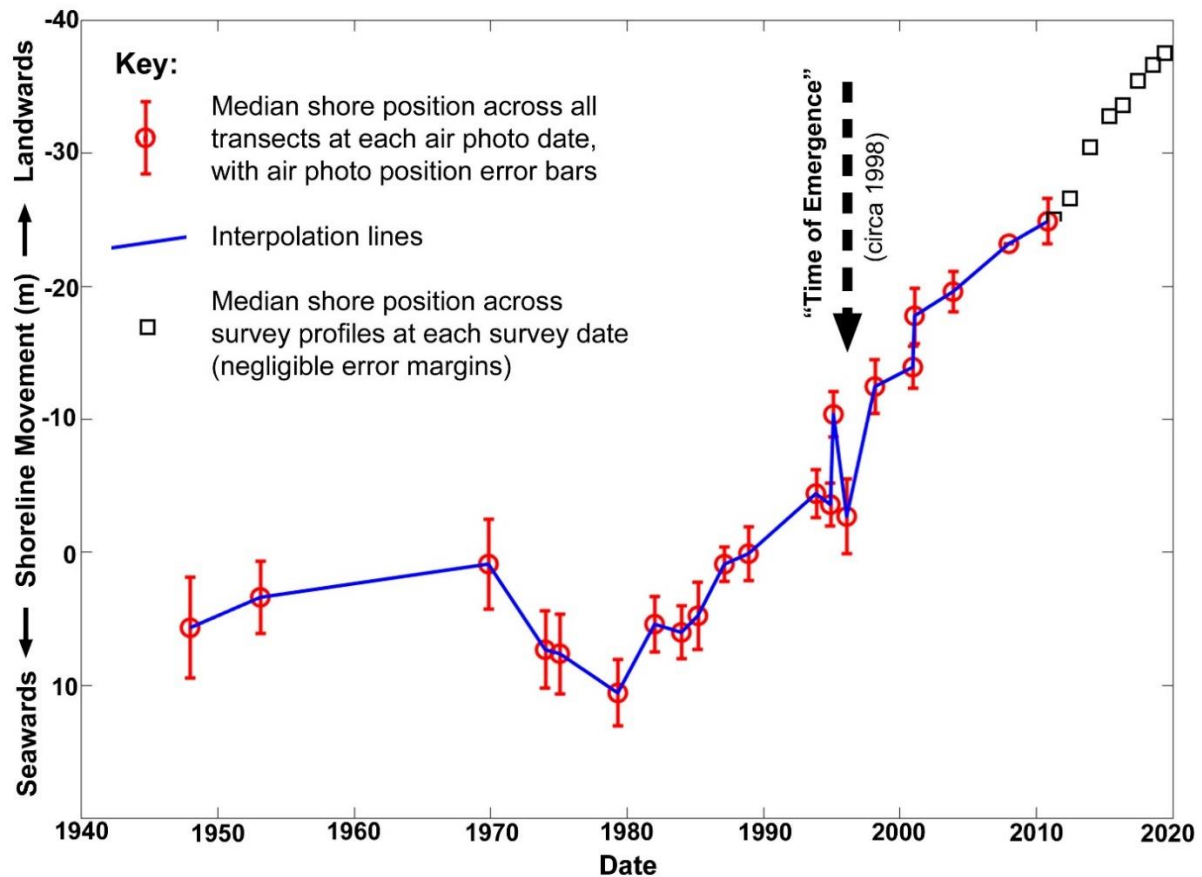 -40
-30
-20
-10
0
10
Landwards
Shoreline Movement (m)
Seawards
Key:
Median shore position across all
transects at each air photo date,
with air photo position error bars
Interpolation lines
Median shore position across
survey profiles at each survey date
(negligible error margins)
“Time of Emergence”
(circa 1998)
1940
1950
1960
1970
1980
1990
2000
2010
2020
Date